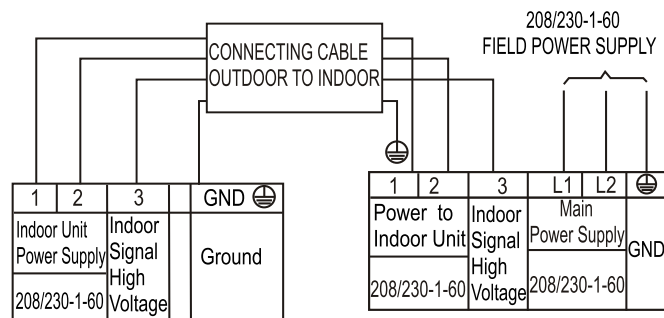 208/230-1-60
FIELD POWER SUPPLY
CONNECTING CABLE
OUTDOOR TO INDOOR
1 2 3 GND
Indoor Unit
Power Supply
208/230-1-60
Indoor
Signal
High
Voltage
Ground
1 2 3 L1 L2
Power to
Indoor Unit
208/230-1-60
Indoor
Signal
High
Voltage
Main
Power Supply
208/230-1-60
GND